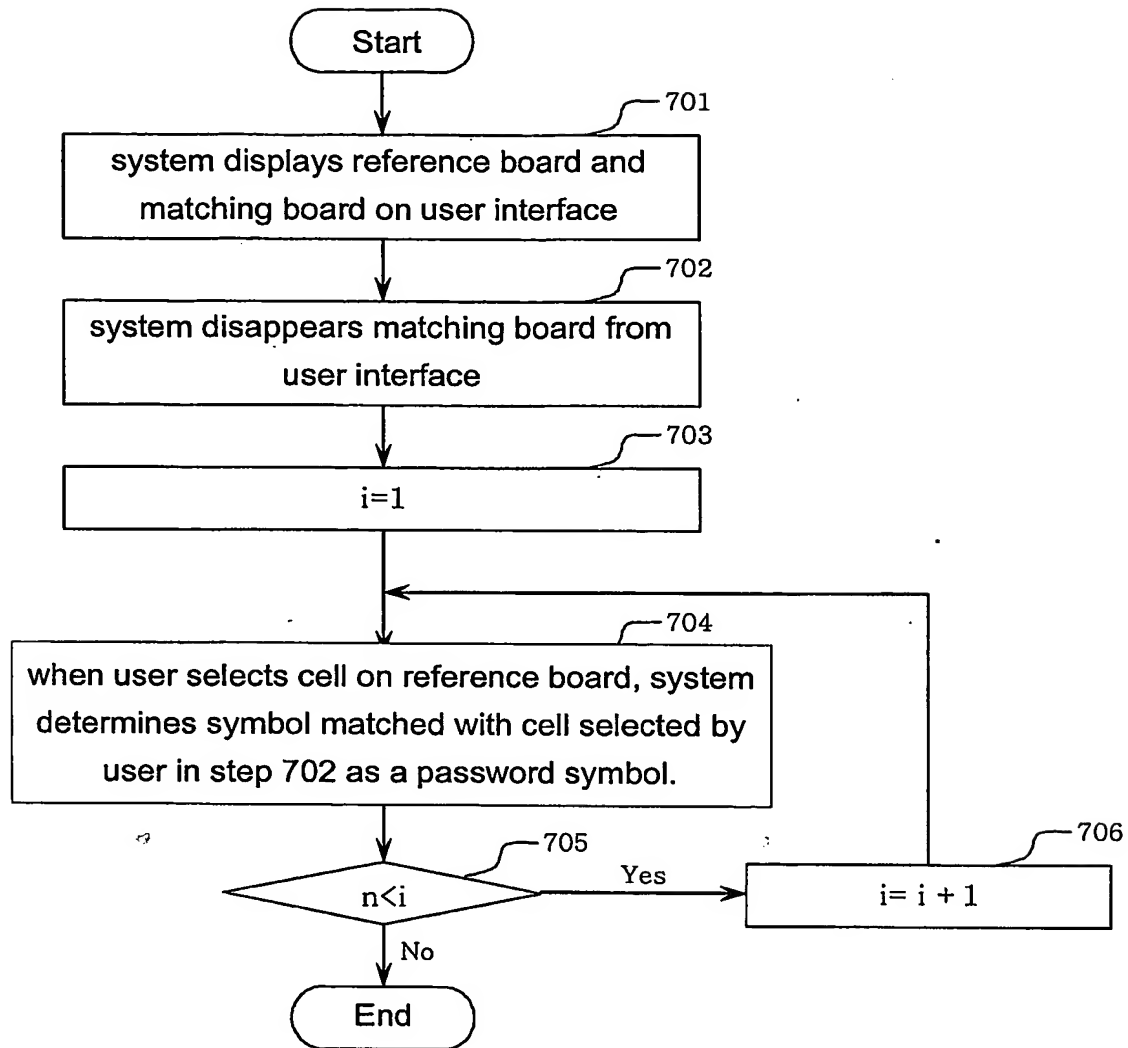 Start
701
system displays reference board and
matching board on user interface
702
system disappears matching board from
user interface
703
i=1
704
when user selects cell on reference board, system
determines symbol matched with cell selected by
user in step 702 as a password symbol.
705
n<i
Yes
706
i= i + 1
No
End